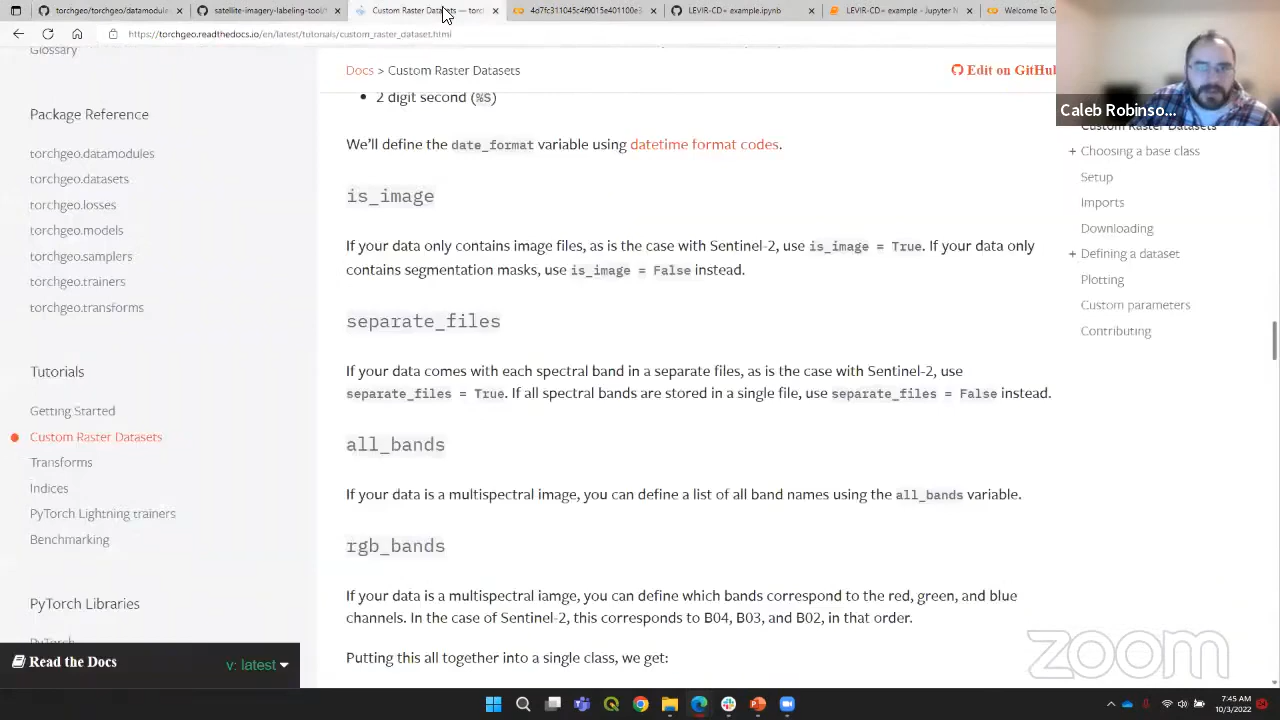 torchgeo/datamodules at main
satellite-imagery-labeling-tool/
Custom Raster Datasets — torc
4d7fc311045c4f9015e401100e3
LEVIR-CD+ example.ipynb
LEVIR-CD+ example - Jupyter N
Welcome To C
https://torchgeo.readthedocs.io/en/latest/tutorials/custom_raster_dataset.html
Caleb Robinso...
Glossary
Package Reference
torchgeo.datamodules
torchgeo.datasets
torchgeo.losses
torchgeo.models
torchgeo.samplers
torchgeo.trainers
torchgeo.transforms
Tutorials
Getting Started
Custom Raster Datasets
Transforms
Indices
PyTorch Lightning trainers
Benchmarking
PyTorch Libraries
PyTorch
Read the Docs
v: latest
Docs > Custom Raster Datasets
Edit on GitHub
2 digit second (%S)
We'll define the date_format variable using datetime format codes.
is_image
If your data only contains image files, as is the case with Sentinel-2, use is_image = True. If your data only
contains segmentation masks, use is_image = False instead.
separate_files
If your data comes with each spectral band in a separate files, as is the case with Sentinel-2, use
separate_files = True. If all spectral bands are stored in a single file, use separate_files = False instead.
all_bands
If your data is a multispectral image, you can define a list of all band names using the all_bands variable.
rgb_bands
If your data is a multispectral iamge, you can define which bands correspond to the red, green, and blue
channels. In the case of Sentinel-2, this corresponds to B04, B03, and B02, in that order.
Putting this all together into a single class, we get:
Custom Raster Datasets
+ Choosing a base class
Setup
Imports
Downloading
+ Defining a dataset
Plotting
Custom parameters
Contributing
zoom
7:45 AM
10/3/2022